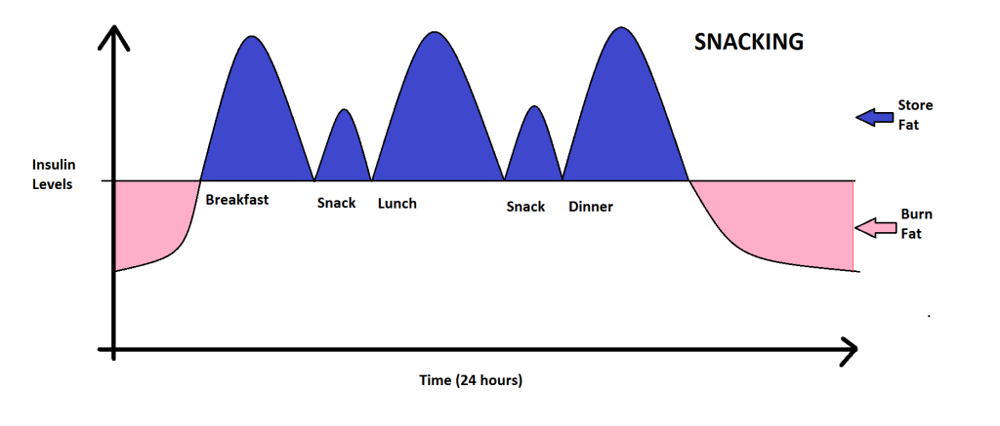 SNACKING
Store
Fat
Insulin
Levels
Breakfast
Snack
Lunch
Snack
Dinner
Burn
Fat
Time (24 hours)